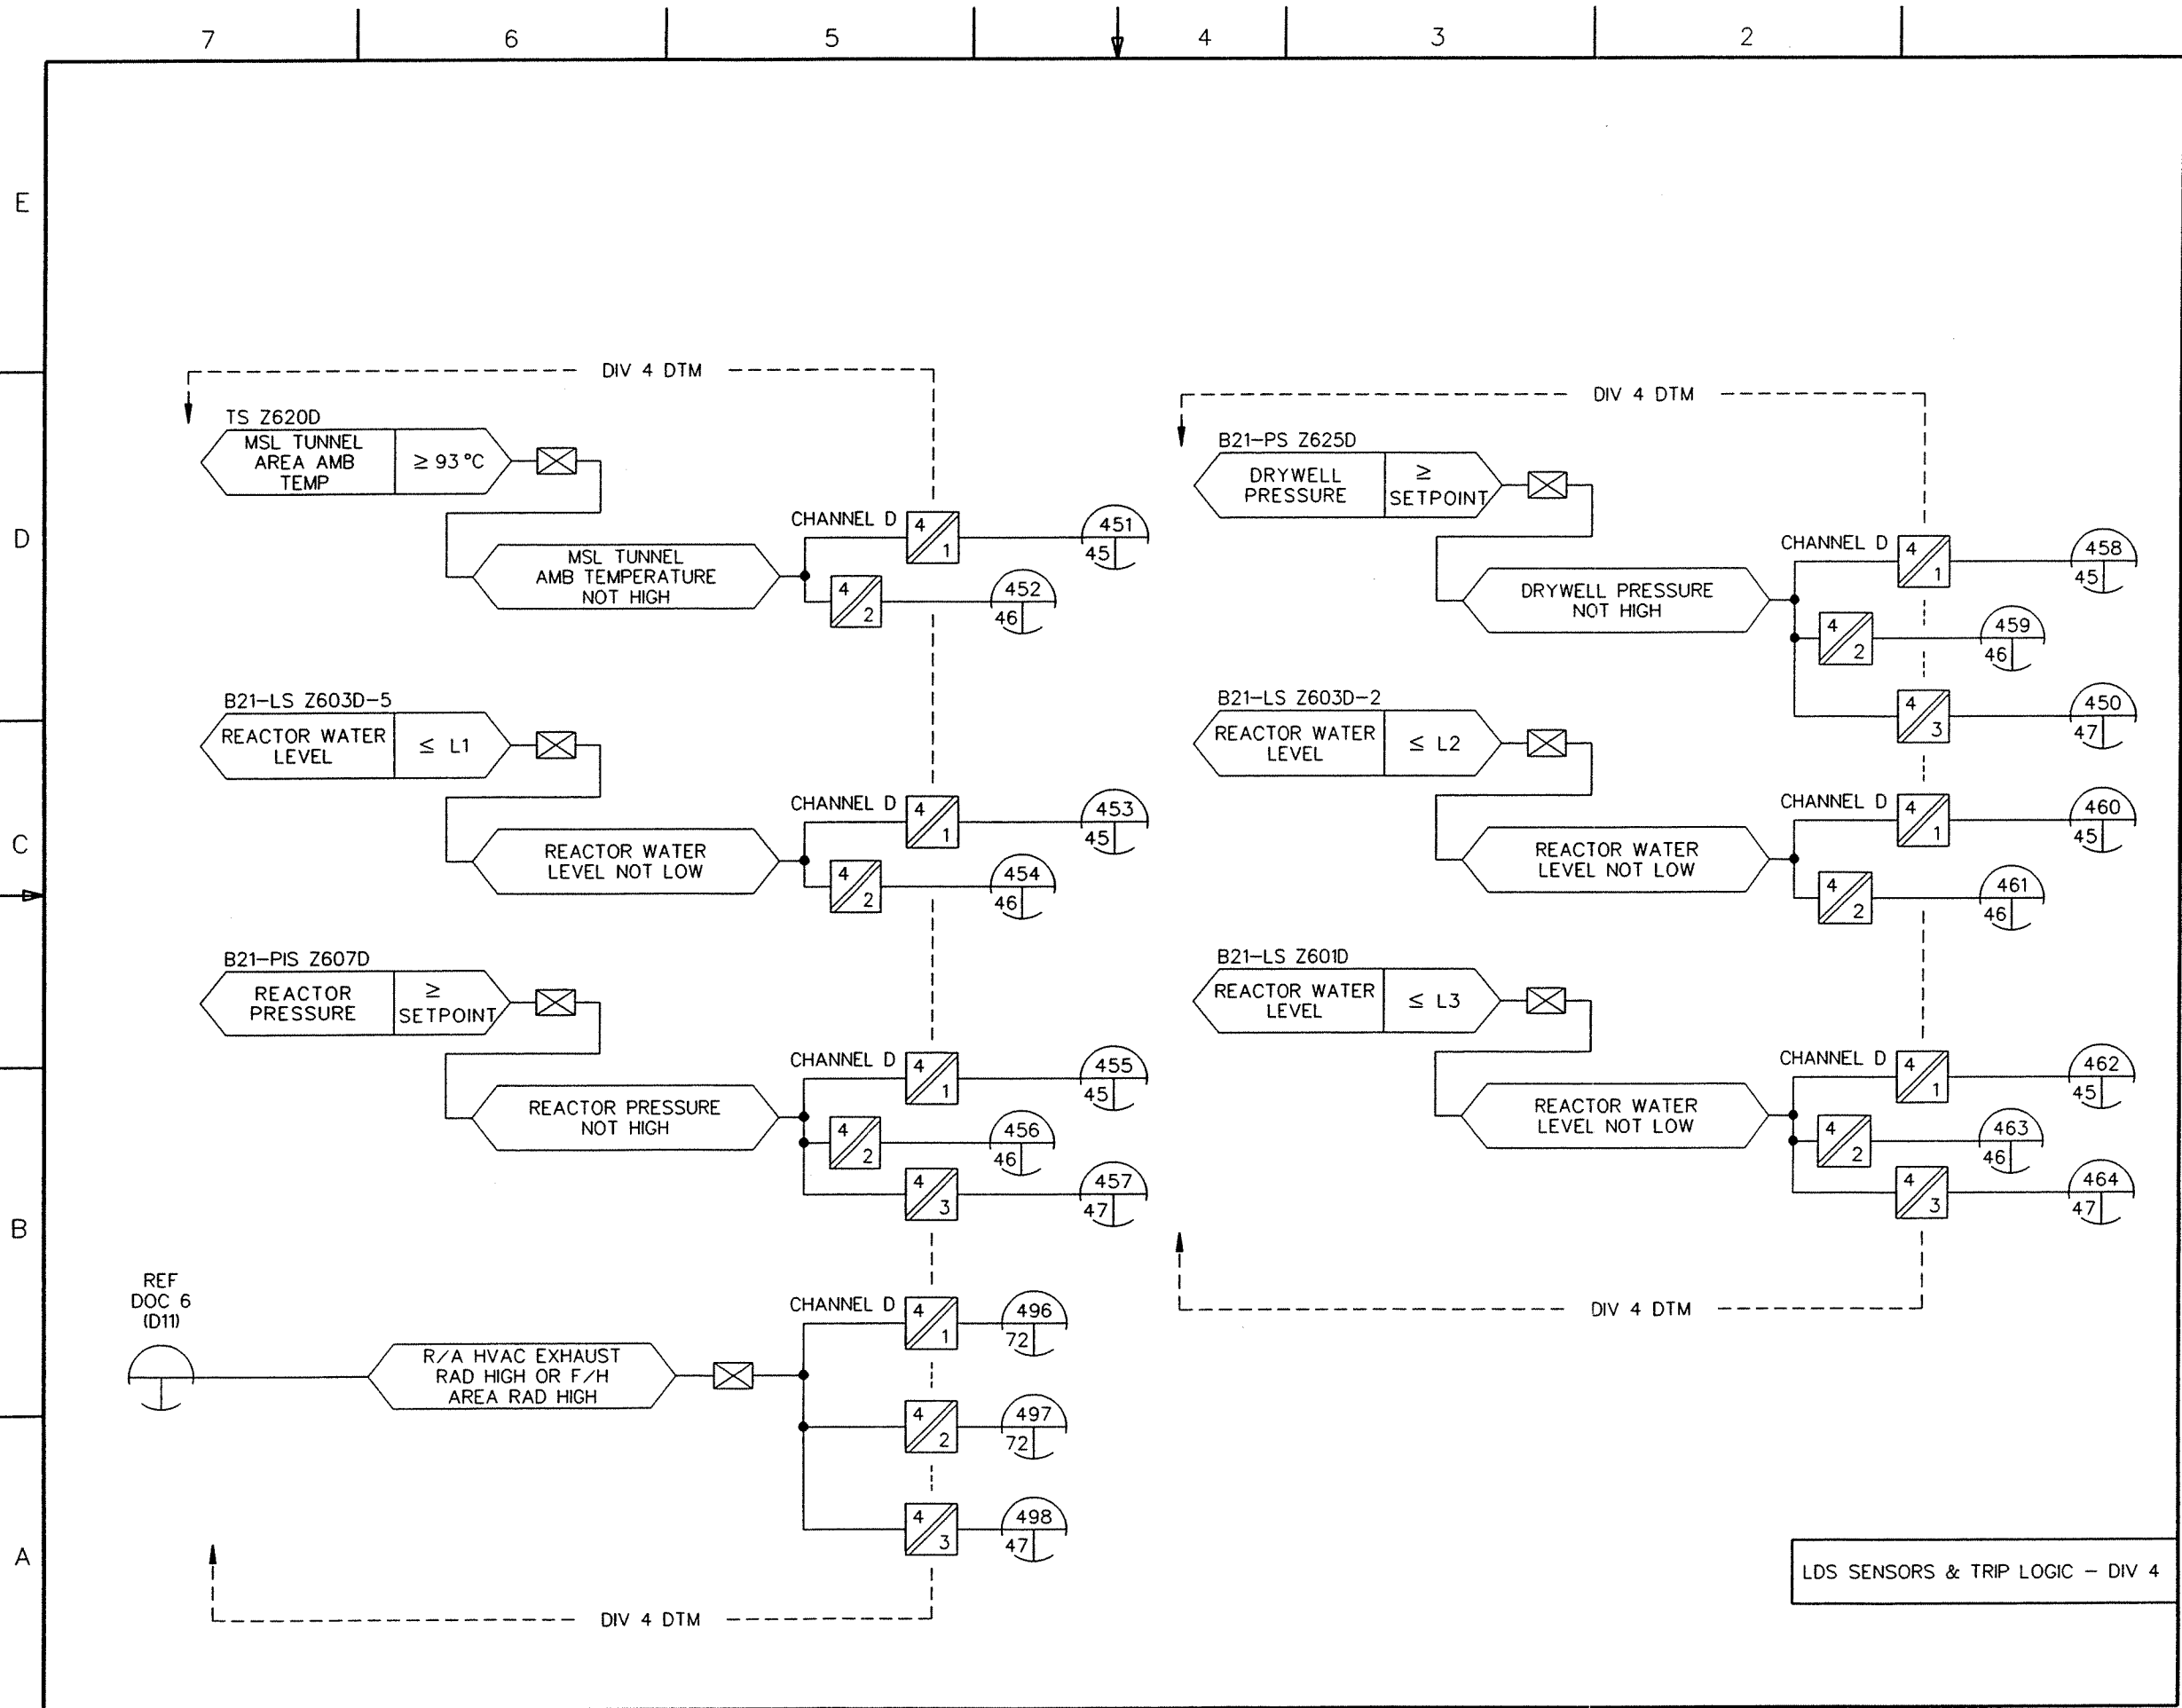 7
6
5
4
3
2
E
D
C
B
A
DIV 4 DTM
TS Z620D
MSL TUNNEL
AREA AMB
TEMP
≥ 93 °C
CHANNEL D
4
1
451
45
MSL TUNNEL
AMB TEMPERATURE
NOT HIGH
4
2
452
46
B21-LS Z603D-5
REACTOR WATER
LEVEL
≤ L1
CHANNEL D
4
1
453
45
REACTOR WATER
LEVEL NOT LOW
4
2
454
46
B21-PIS Z607D
REACTOR
PRESSURE
≥
SETPOINT
CHANNEL D
4
1
455
45
REACTOR PRESSURE
NOT HIGH
4
2
456
46
4
3
457
47
REF
DOC 6
(D11)
R/A HVAC EXHAUST
RAD HIGH OR F/H
AREA RAD HIGH
CHANNEL D
4
1
496
72
4
2
497
72
4
3
498
47
DIV 4 DTM
DIV 4 DTM
B21-PS Z625D
DRYWELL
PRESSURE
≥
SETPOINT
CHANNEL D
4
1
458
45
DRYWELL PRESSURE
NOT HIGH
4
2
459
46
4
3
450
47
B21-LS Z603D-2
REACTOR WATER
LEVEL
≤ L2
CHANNEL D
4
1
460
45
REACTOR WATER
LEVEL NOT LOW
4
2
461
46
B21-LS Z601D
REACTOR WATER
LEVEL
≤ L3
CHANNEL D
4
1
462
45
REACTOR WATER
LEVEL NOT LOW
4
2
463
46
4
3
464
47
DIV 4 DTM
LDS SENSORS & TRIP LOGIC - DIV 4